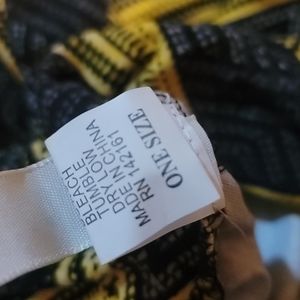 BLEACH
TUMBLE
DRY LOW
MADE IN CHINA
RN 142161
ONE SIZE